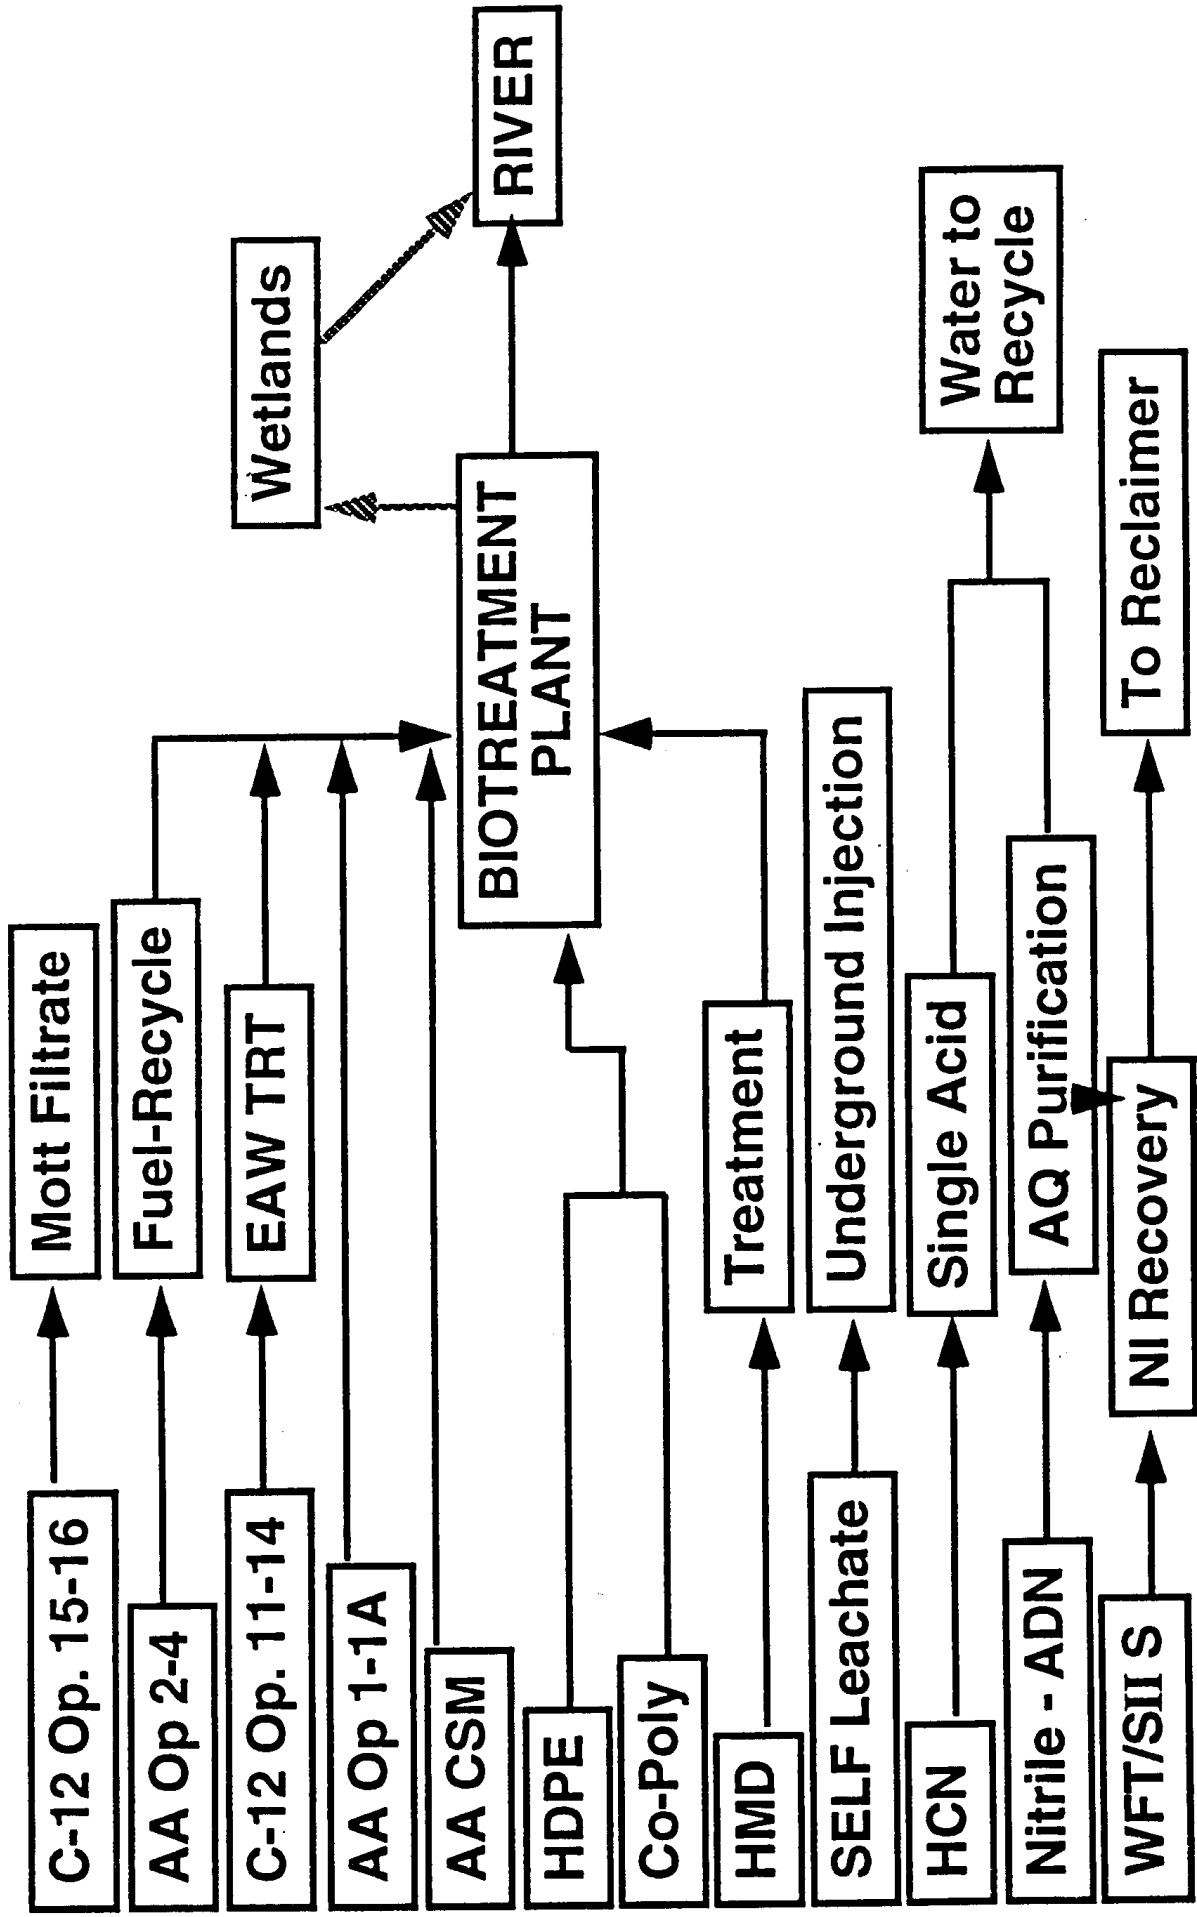 C-12 Op. 15-16
Mott Filtrate
AA Op 2-4
Fuel-Recycle
C-12 Op. 11-14
EAW TRT
Wetlands
AA Op 1-1A
AA CSM
BIOTREATMENT
PLANT
RIVER
HDPE
Co-Poly
HMD
Treatment
SELF Leachate
Underground Injection
HCN
Single Acid
Water to
Recycle
Nitrile - ADN
AQ Purification
WFT/SII S
NI Recovery
To Reclaimer